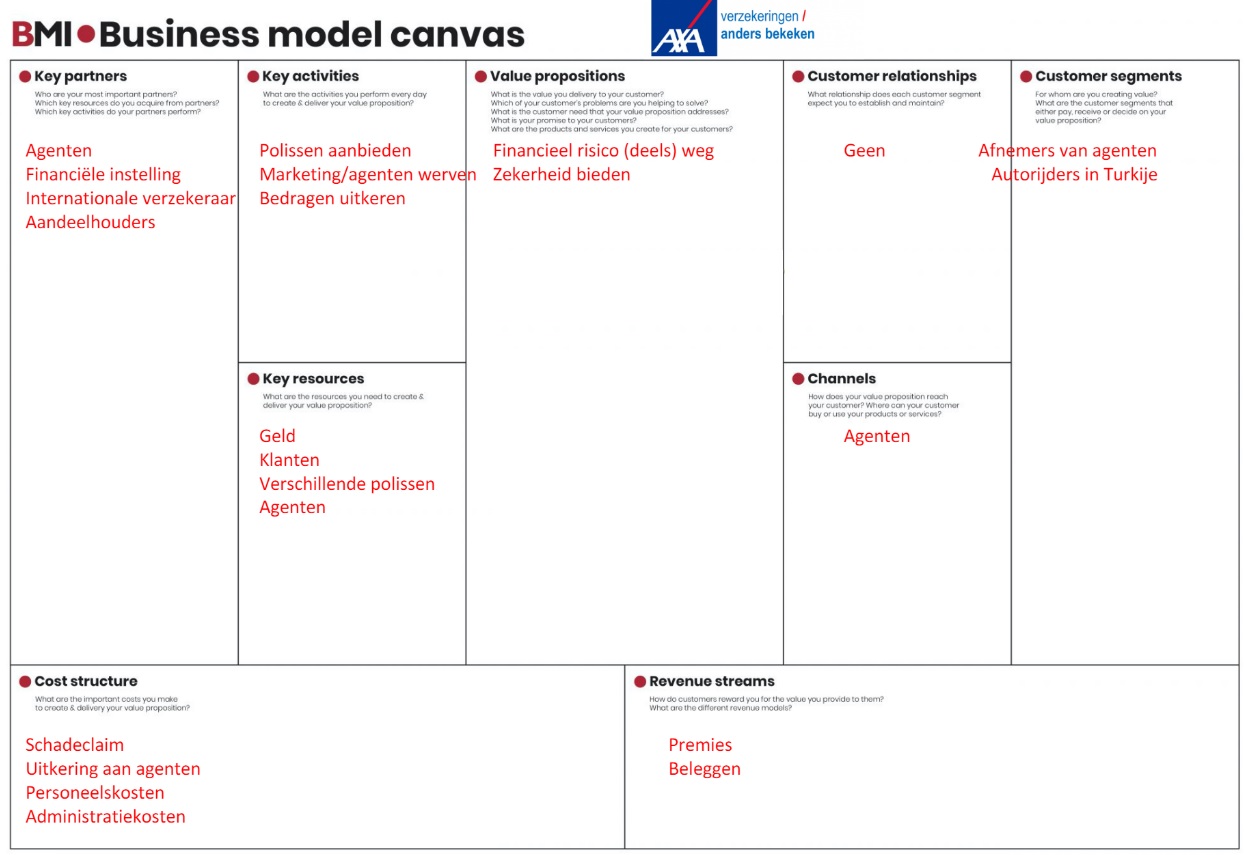 BMI Business model canvas
AXA
verzekeringen /
anders bekeken
Key partners
Who are your most important partners?
Which key resources do you acquire from partners?
Which key activities do your partners perform?
Agenten
Financiële instelling
Internationale verzekeraar
Aandeelhouders
Key activities
What are the activities you perform every day
to create & deliver your value proposition?
Polissen aanbieden
Marketing/agenten werven
Bedragen uitkeren
Key resources
What are the resources you need to create &
deliver your value proposition?
Geld
Klanten
Verschillende polissen
Agenten
Value propositions
What is the value you delivery to your customer?
Which of your customer's problems are you helping to solve?
What is the customer need that your value proposition addresses?
What is your promise to your customers?
What are the products and services you create for your customers?
Financieel risico (deels) weg
Zekerheid bieden
Customer relationships
What relationship does each customer segment
expect you to establish and maintain?
Geen
Channels
How does your value proposition reach
your customer? Where can your customer
buy or use your products or services?
Agenten
Customer segments
For whom are you creating value?
What are the customer segments that
either pay, receive or decide on your
value proposition?
Afnemers van agenten
Autorijders in Turkije
Cost structure
What are the important costs you make
to create & delivery your value proposition?
Schadeclaim
Uitkering aan agenten
Personeelskosten
Administratiekosten
Revenue streams
How do customers reward you for the value you provide to them?
What are the different revenue models?
Premies
Beleggen